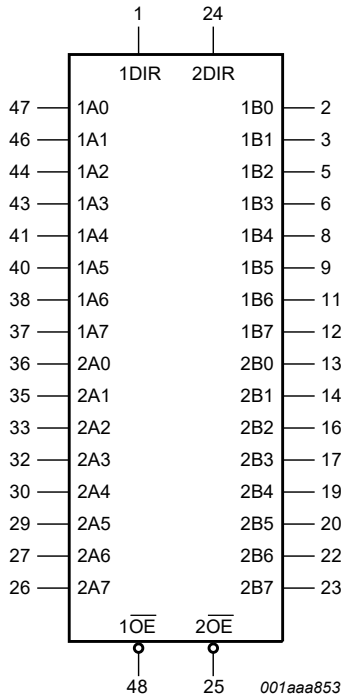 1 24
1DIR 2DIR
47 1A0 1B0 2
46 1A1 1B1 3
44 1A2 1B2 5
43 1A3 1B3 6
41 1A4 1B4 8
40 1A5 1B5 9
38 1A6 1B6 11
37 1A7 1B7 12
36 2A0 2B0 13
35 2A1 2B1 14
33 2A2 2B2 16
32 2A3 2B3 17
30 2A4 2B4 19
29 2A5 2B5 20
27 2A6 2B6 22
26 2A7 2B7 23
1O̅E̅ 2O̅E̅
48 25 001aaa853